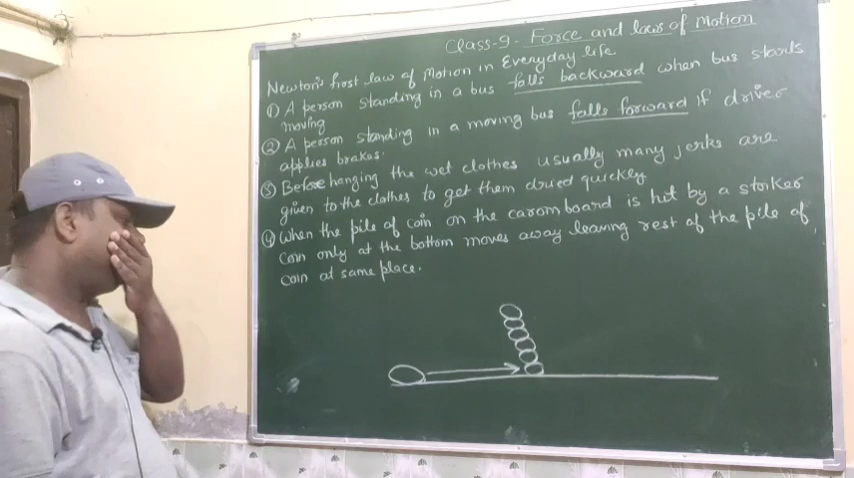 Class-9- Force and laws of Motion
Newton's first law of Motion in Everyday life.
① A person standing in a bus falls backward when bus starts
moving
② A person standing in a moving bus falls forward if driver
applies brakes.
③ Before hanging the wet clothes usually many jerks are
given to the clothes to get them dried quickly
④ When the pile of coin on the carom board is hit by a striker
coin only at the bottom moves away leaving rest of the pile of
coin at same place.